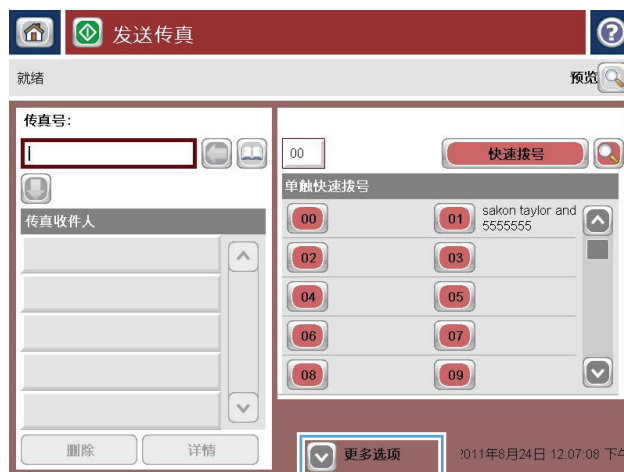 发送传真
就绪
预览
传真号:
00
快速拨号
单触快速拨号
传真收件人
00
01
sakon taylor and
5555555
02
03
04
05
06
07
08
09
删除
详情
更多选项
2011年8月24日 12:07:08 下午